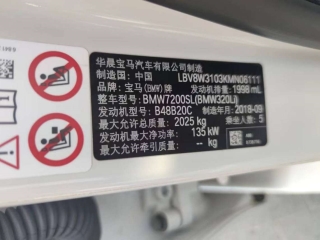 华晨宝马汽车有限公司制造
制造国：中国 LBV8W3103KMN06111
品牌：宝马(BMW)牌 发动机排量：1998 mL
整车型号：BMW7200SL(BMW320Li)
发动机型号：B48B20C 制造年月：2018-09
最大允许总质量：2025 kg 乘坐人数：5
发动机最大净功率：135 kW
最大允许牵引质量：- kg